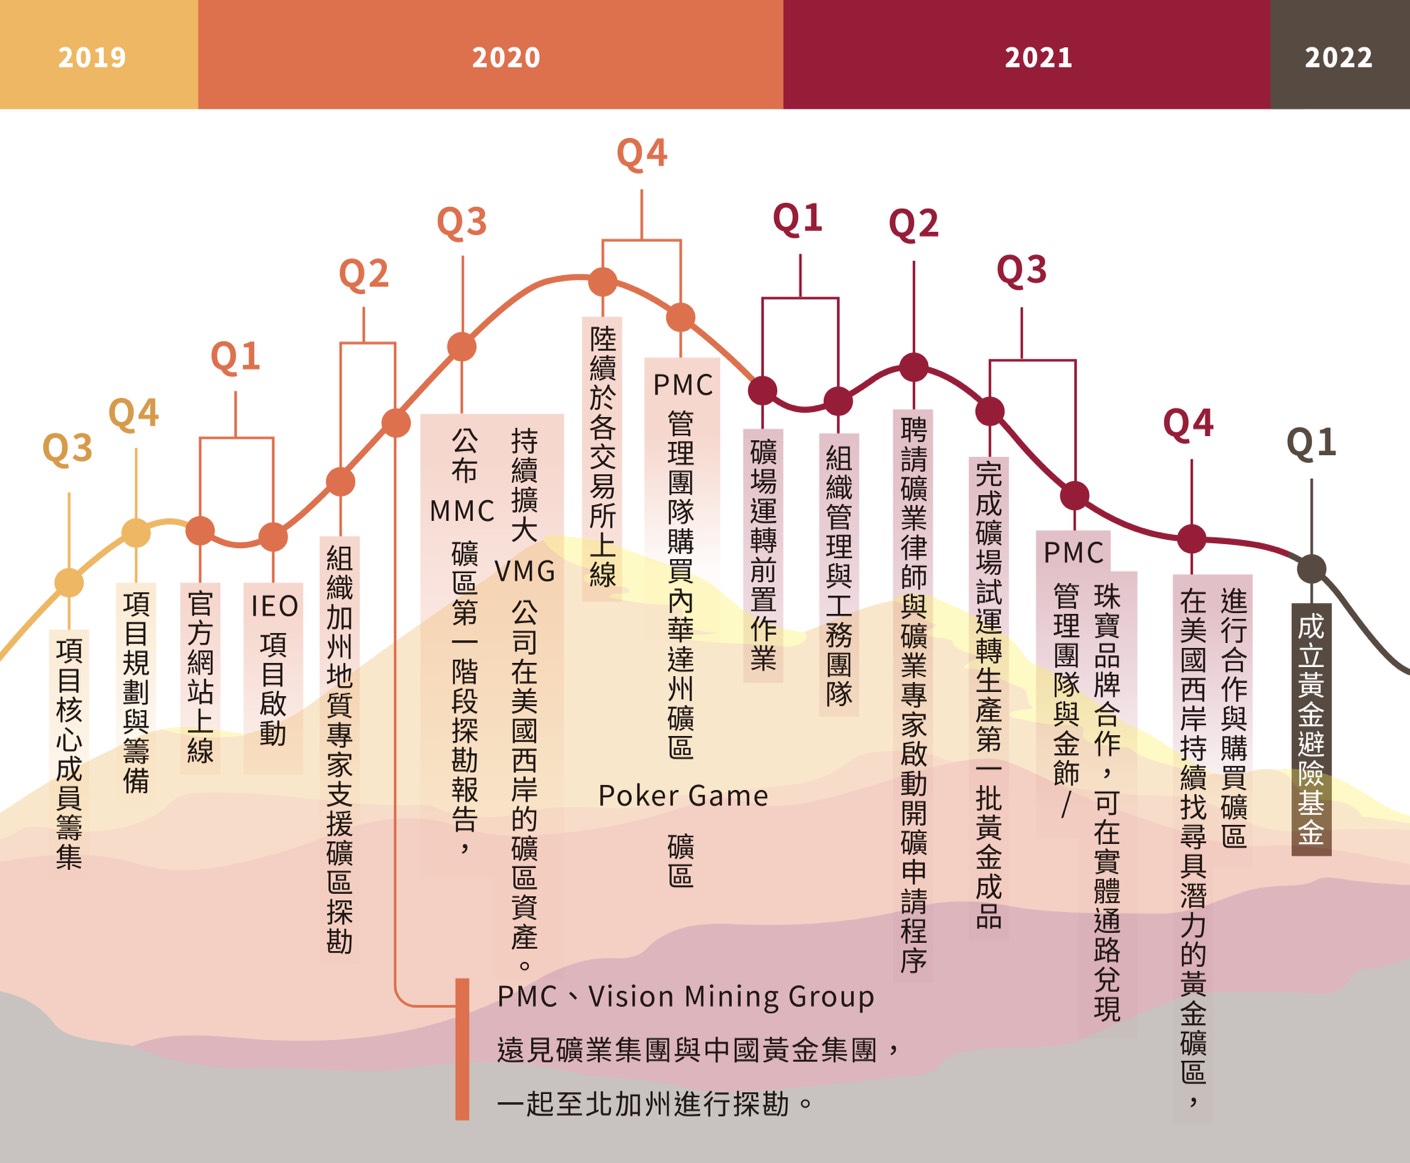 2019
2020
2021
2022
Q3
項目核心成員籌集
Q4
項目規劃與籌備
Q1
官方網站上線
IEO 項目啟動
Q2
組織加州地質專家支援礦區探勘
PMC、Vision Mining Group
遠見礦業集團與中國黃金集團，
一起至北加州進行探勘。
Q3
公布 MMC 礦區第一階段探勘報告，
持續擴大 VMG 公司在美國西岸的礦區資產。
Q4
陸續於各交易所上線
PMC 管理團隊購買內華達州礦區 Poker Game 礦區
Q1
礦場運轉前置作業
組織管理與工務團隊
Q2
聘請礦業律師與礦業專家啟動開礦申請程序
Q3
完成礦場試運轉生產第一批黃金成品
PMC 管理團隊與金飾/
珠寶品牌合作，可在實體通路兌現
Q4
在美國西岸持續找尋具潛力的黃金礦區，
進行合作與購買礦區
Q1
成立黃金避險基金